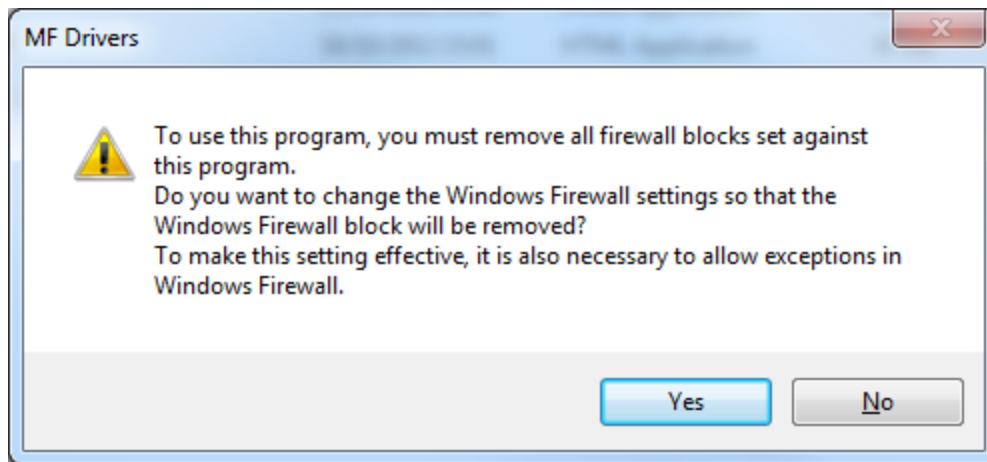 MF Drivers
To use this program, you must remove all firewall blocks set against
this program.
Do you want to change the Windows Firewall settings so that the
Windows Firewall block will be removed?
To make this setting effective, it is also necessary to allow exceptions in
Windows Firewall.
Yes
No